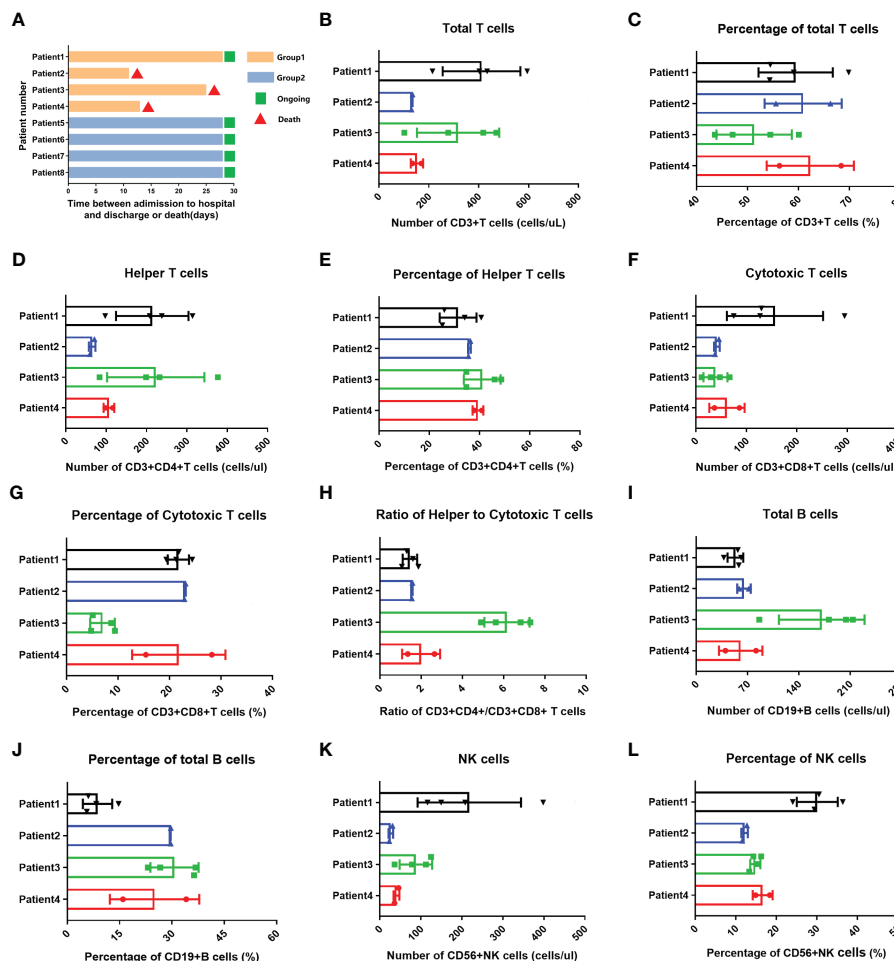 A
Patient1
Patient2
Patient3
Patient4
Patient5
Patient6
Patient7
Patient8
Patient number
0 5 10 15 20 25 30
Time between admission to hospital
and discharge or death(days)
Group1
Group2
Ongoing
Death
B
Total T cells
Patient1
Patient2
Patient3
Patient4
0 200 400 600 800
Number of CD3+T cells (cells/uL)
C
Percentage of total T cells
Patient1
Patient2
Patient3
Patient4
40 50 60 70
Percentage of CD3+T cells (%)
D
Helper T cells
Patient1
Patient2
Patient3
Patient4
0 100 200 300 400 500
Number of CD3+CD4+T cells (cells/ul)
E
Percentage of Helper T cells
Patient1
Patient2
Patient3
Patient4
0 20 40 60 80
Percentage of CD3+CD4+T cells (%)
F
Cytotoxic T cells
Patient1
Patient2
Patient3
Patient4
0 100 200 300
Number of CD3+CD8+T cells (cells/ul)
G
Percentage of Cytotoxic T cells
Patient1
Patient2
Patient3
Patient4
0 10 20 30 40
Percentage of CD3+CD8+T cells (%)
H
Ratio of Helper to Cytotoxic T cells
Patient1
Patient2
Patient3
Patient4
0 2 4 6 8 10
Ratio of CD3+CD4+/CD3+CD8+ T cells
I
Total B cells
Patient1
Patient2
Patient3
Patient4
0 70 140 210
Number of CD19+B cells (cells/ul)
J
Percentage of total B cells
Patient1
Patient2
Patient3
Patient4
0 15 30 45 60
Percentage of CD19+B cells (%)
K
NK cells
Patient1
Patient2
Patient3
Patient4
0 100 200 300 400 500
Number of CD56+NK cells (cells/ul)
L
Percentage of NK cells
Patient1
Patient2
Patient3
Patient4
0 10 20 30 40
Percentage of CD56+NK cells (%)